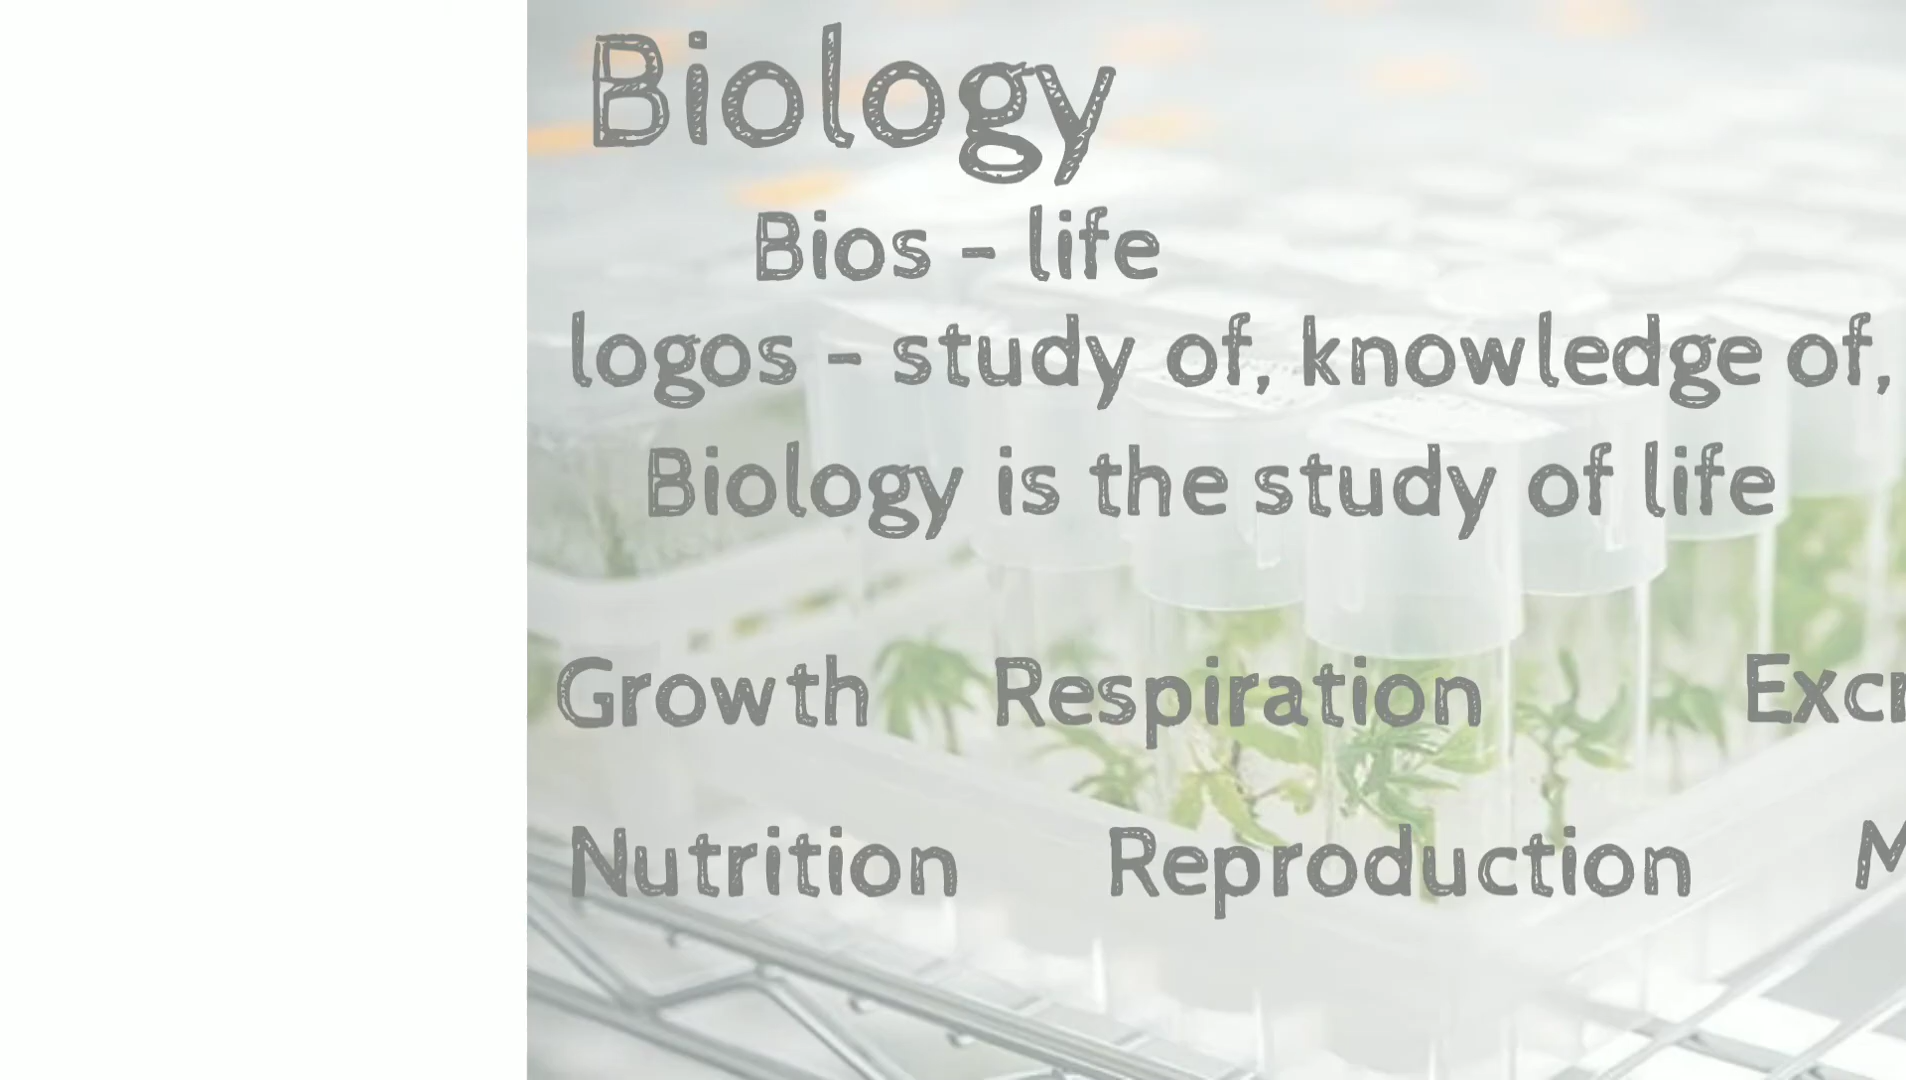 Biology
Bios - life
logos - study of, knowledge of,
Biology is the study of life
Growth Respiration
Nutrition Reproduction